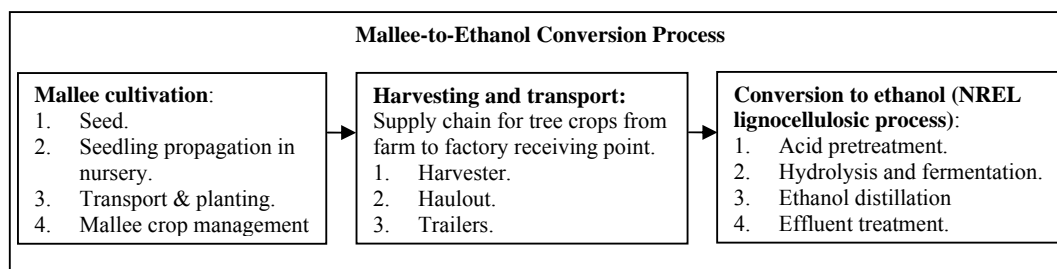 Mallee-to-Ethanol Conversion Process
Mallee cultivation:
1. Seed.
2. Seedling propagation in
nursery.
3. Transport & planting.
4. Mallee crop management
Harvesting and transport:
Supply chain for tree crops from
farm to factory receiving point.
1. Harvester.
2. Haulout.
3. Trailers.
Conversion to ethanol (NREL
lignocellulosic process):
1. Acid pretreatment.
2. Hydrolysis and fermentation.
3 Ethanol distillation
4 Effluent treatment.